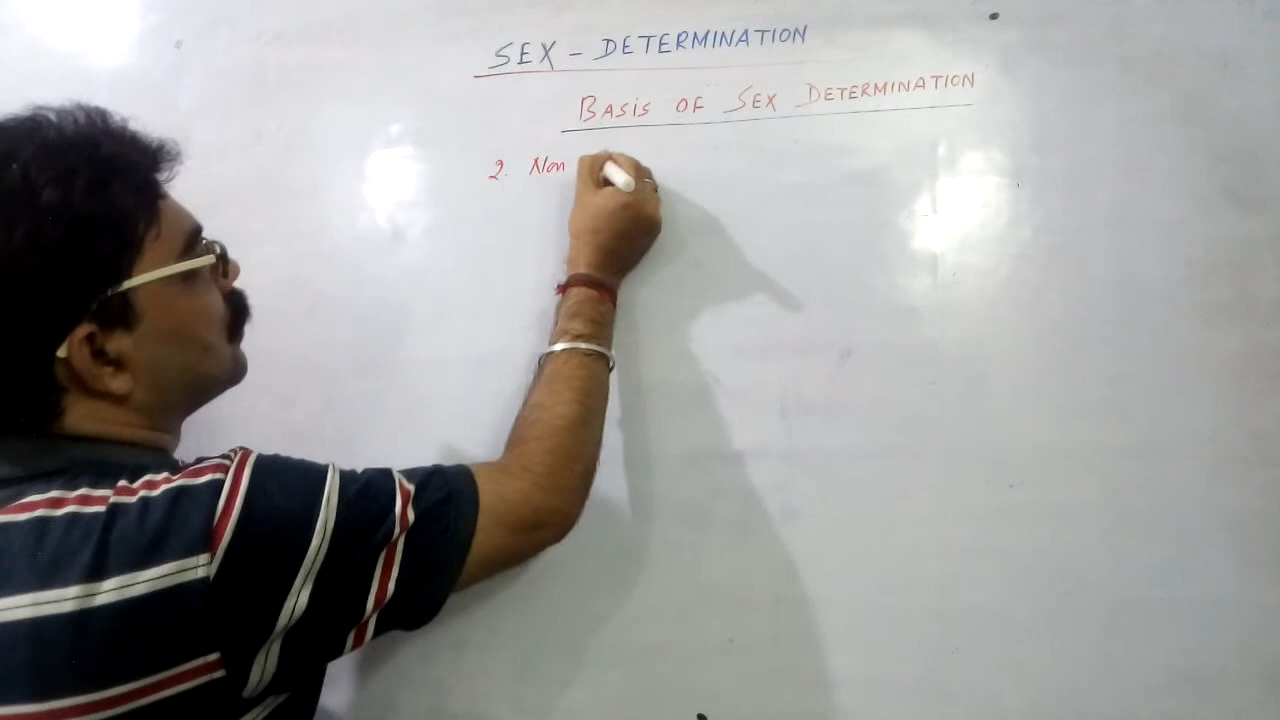 SEX - DETERMINATION
BASIS OF SEX DETERMINATION
2. Non